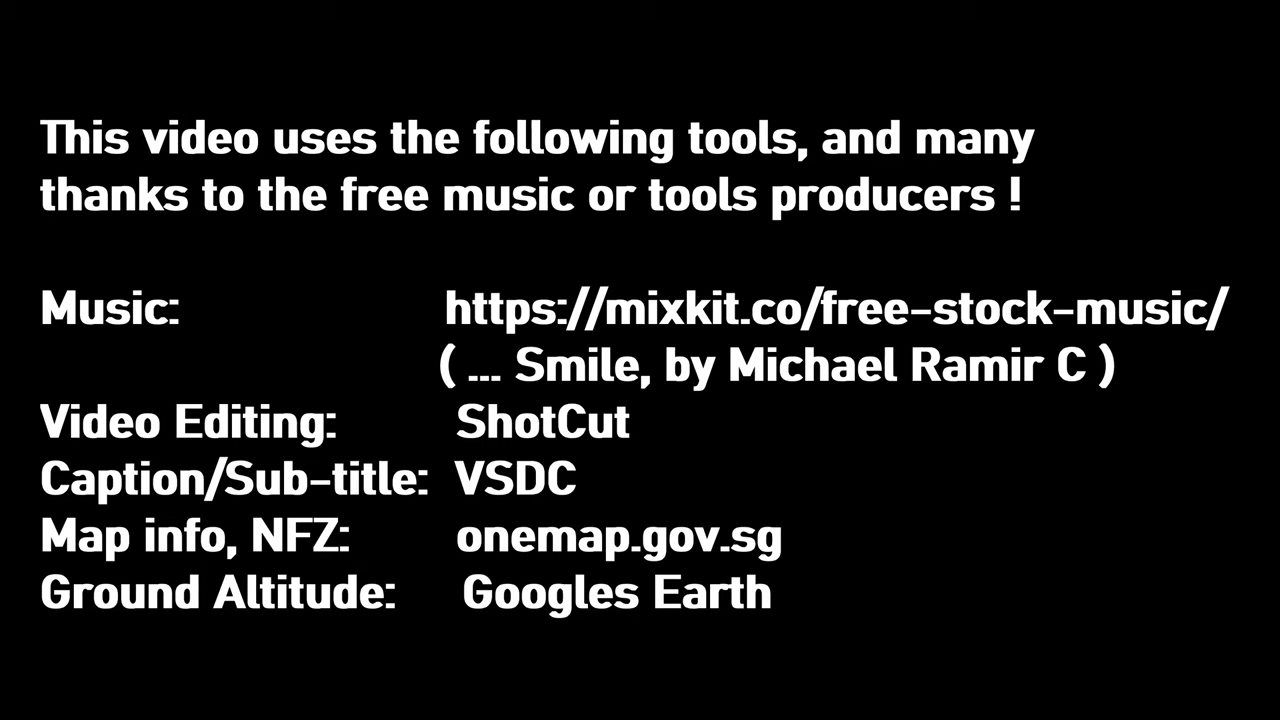 This video uses the following tools, and many
thanks to the free music or tools producers !
Music: https://mixkit.co/free-stock-music/
( ... Smile, by Michael Ramir C )
Video Editing: ShotCut
Caption/Sub-title: VSDC
Map info, NFZ: onemap.gov.sg
Ground Altitude: Googles Earth